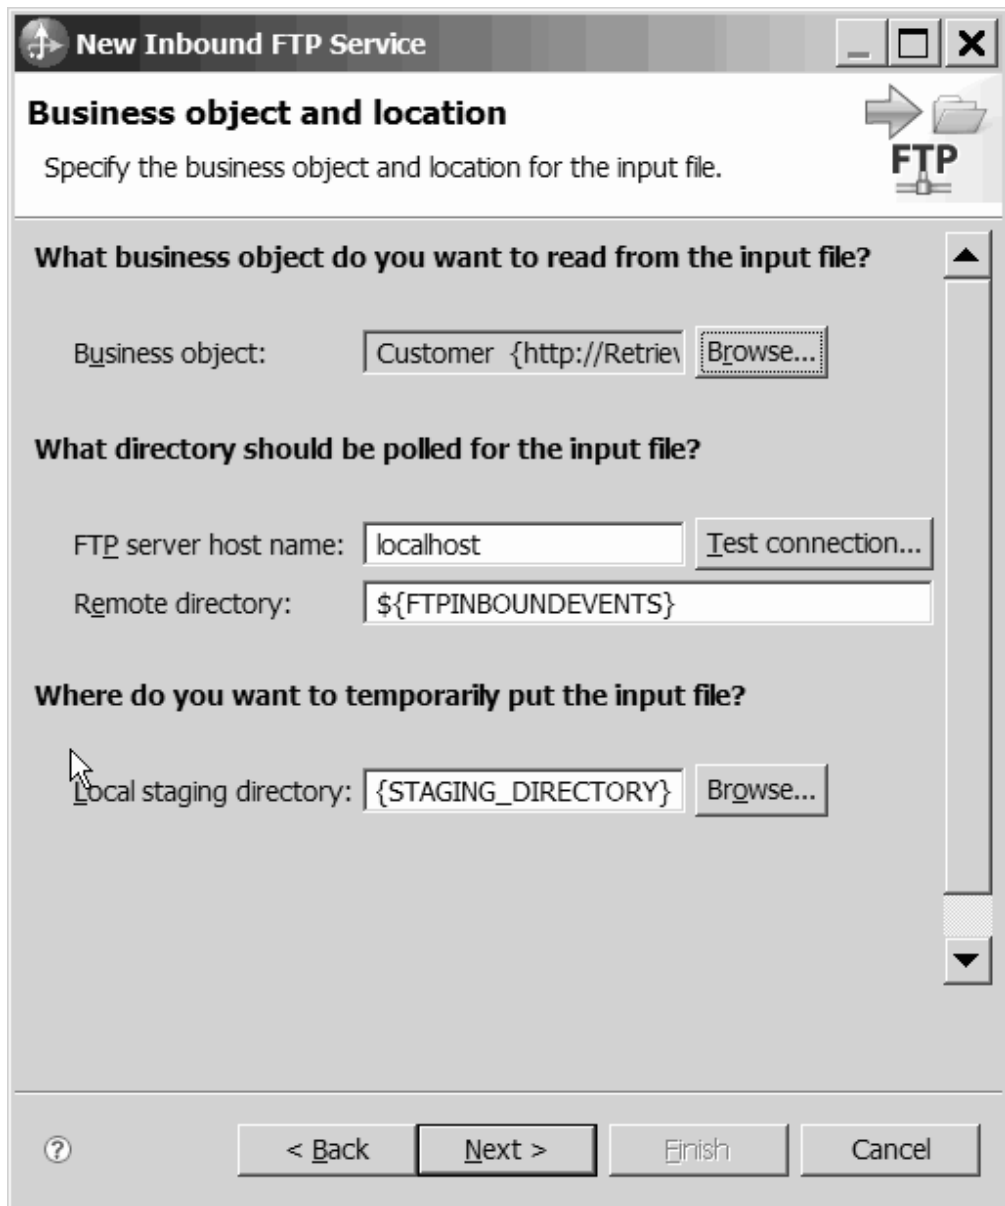 New Inbound FTP Service
Business object and location
Specify the business object and location for the input file.
FTP
What business object do you want to read from the input file?
Business object: Customer {http://Retriev Browse...
What directory should be polled for the input file?
FTP server host name: localhost Test connection...
Remote directory: ${FTPINBOUNDEVENTS}
Where do you want to temporarily put the input file?
Local staging directory: {STAGING_DIRECTORY} Browse...
? < Back Next > Finish Cancel